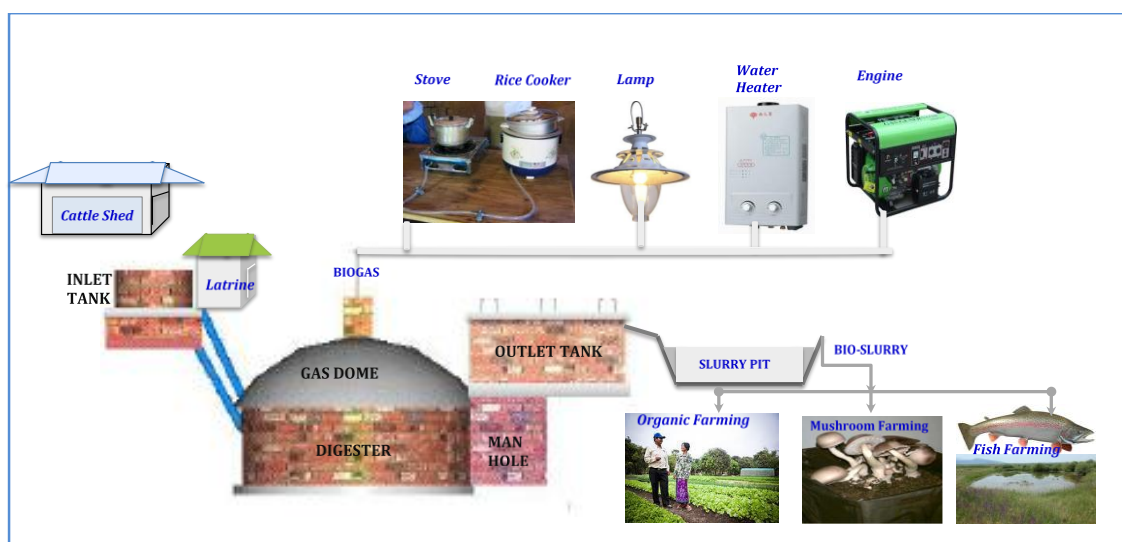 Stove
Rice Cooker
Lamp
Water
Heater
Engine
Cattle Shed
INLET
TANK
Latrine
BIOGAS
GAS DOME
DIGESTER
MAN
HOLE
OUTLET TANK
SLURRY PIT
BIO-SLURRY
Organic Farming
Mushroom Farming
Fish Farming